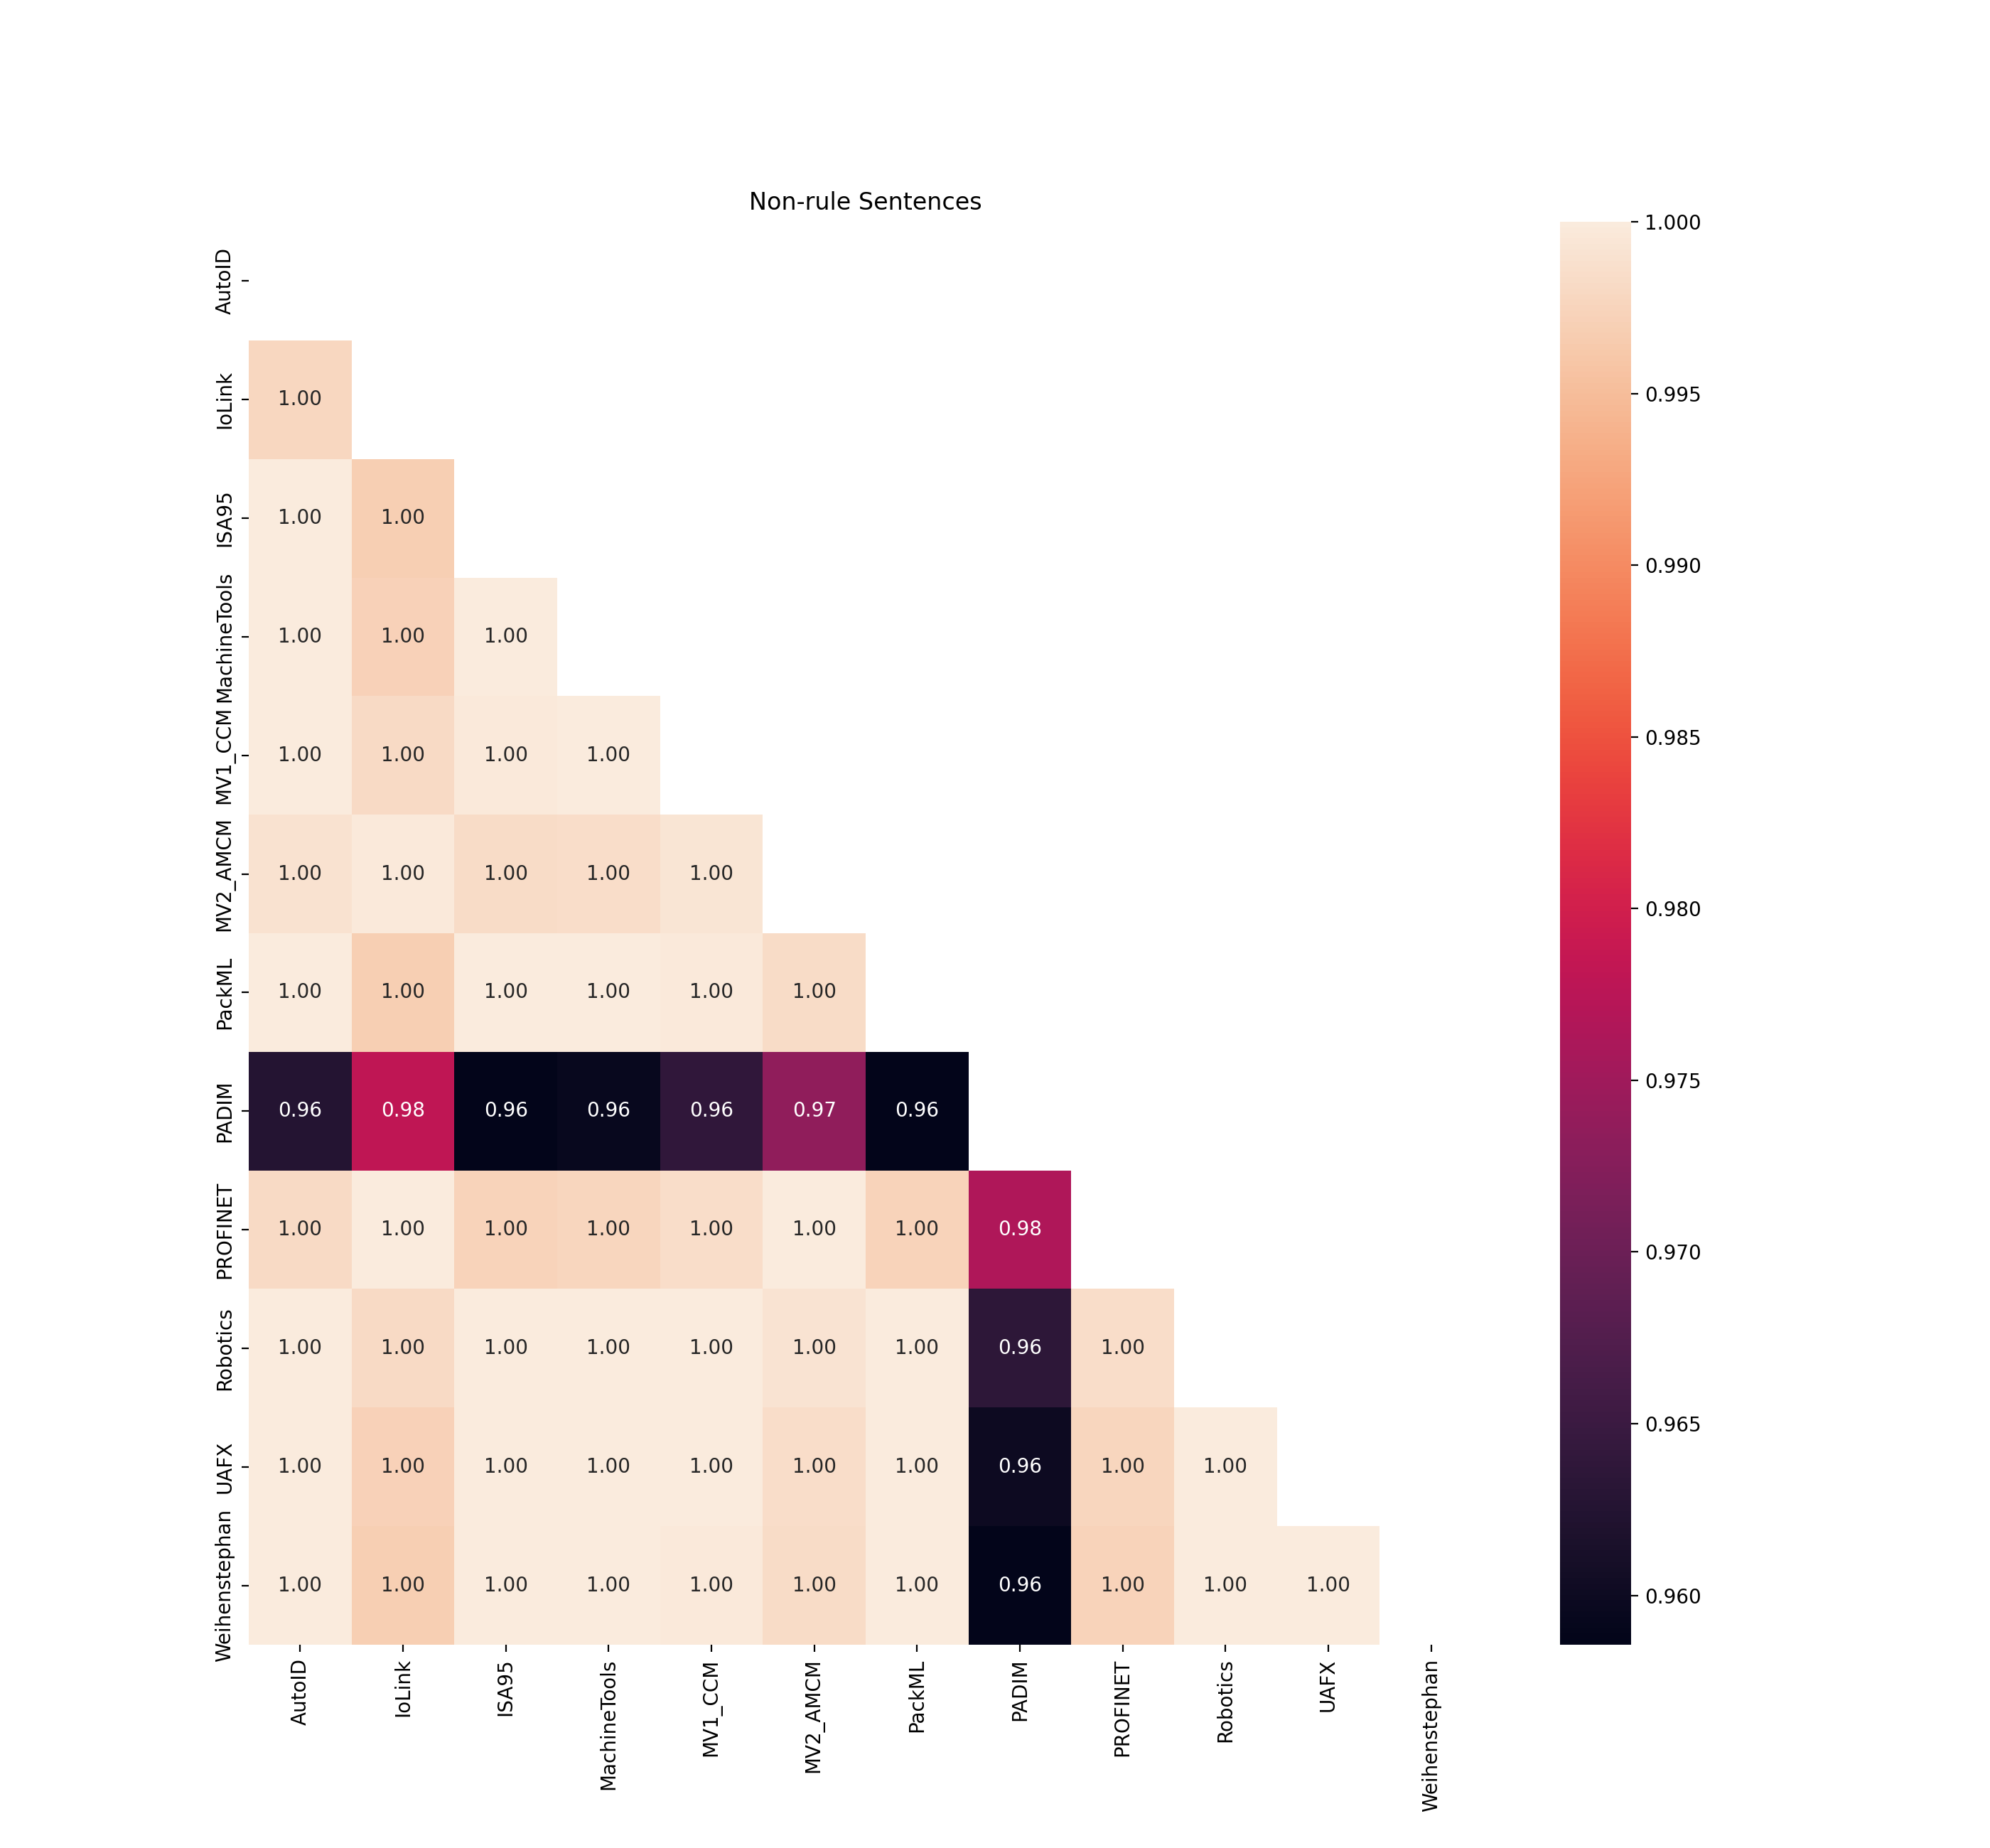 Non-rule Sentences
AutoID
IoLink 1.00
ISA95 1.00 1.00
MachineTools 1.00 1.00 1.00
MV1_CCM 1.00 1.00 1.00 1.00
MV2_AMCM 1.00 1.00 1.00 1.00 1.00
PackML 1.00 1.00 1.00 1.00 1.00 1.00
PADIM 0.96 0.98 0.96 0.96 0.96 0.97 0.96
PROFINET 1.00 1.00 1.00 1.00 1.00 1.00 1.00 0.98
Robotics 1.00 1.00 1.00 1.00 1.00 1.00 1.00 0.96 1.00
UAFX 1.00 1.00 1.00 1.00 1.00 1.00 1.00 0.96 1.00 1.00
Weihenstephan 1.00 1.00 1.00 1.00 1.00 1.00 1.00 0.96 1.00 1.00 1.00
AutoID IoLink ISA95 MachineTools MV1_CCM MV2_AMCM PackML PADIM PROFINET Robotics UAFX Weihenstephan
1.000
0.995
0.990
0.985
0.980
0.975
0.970
0.965
0.960